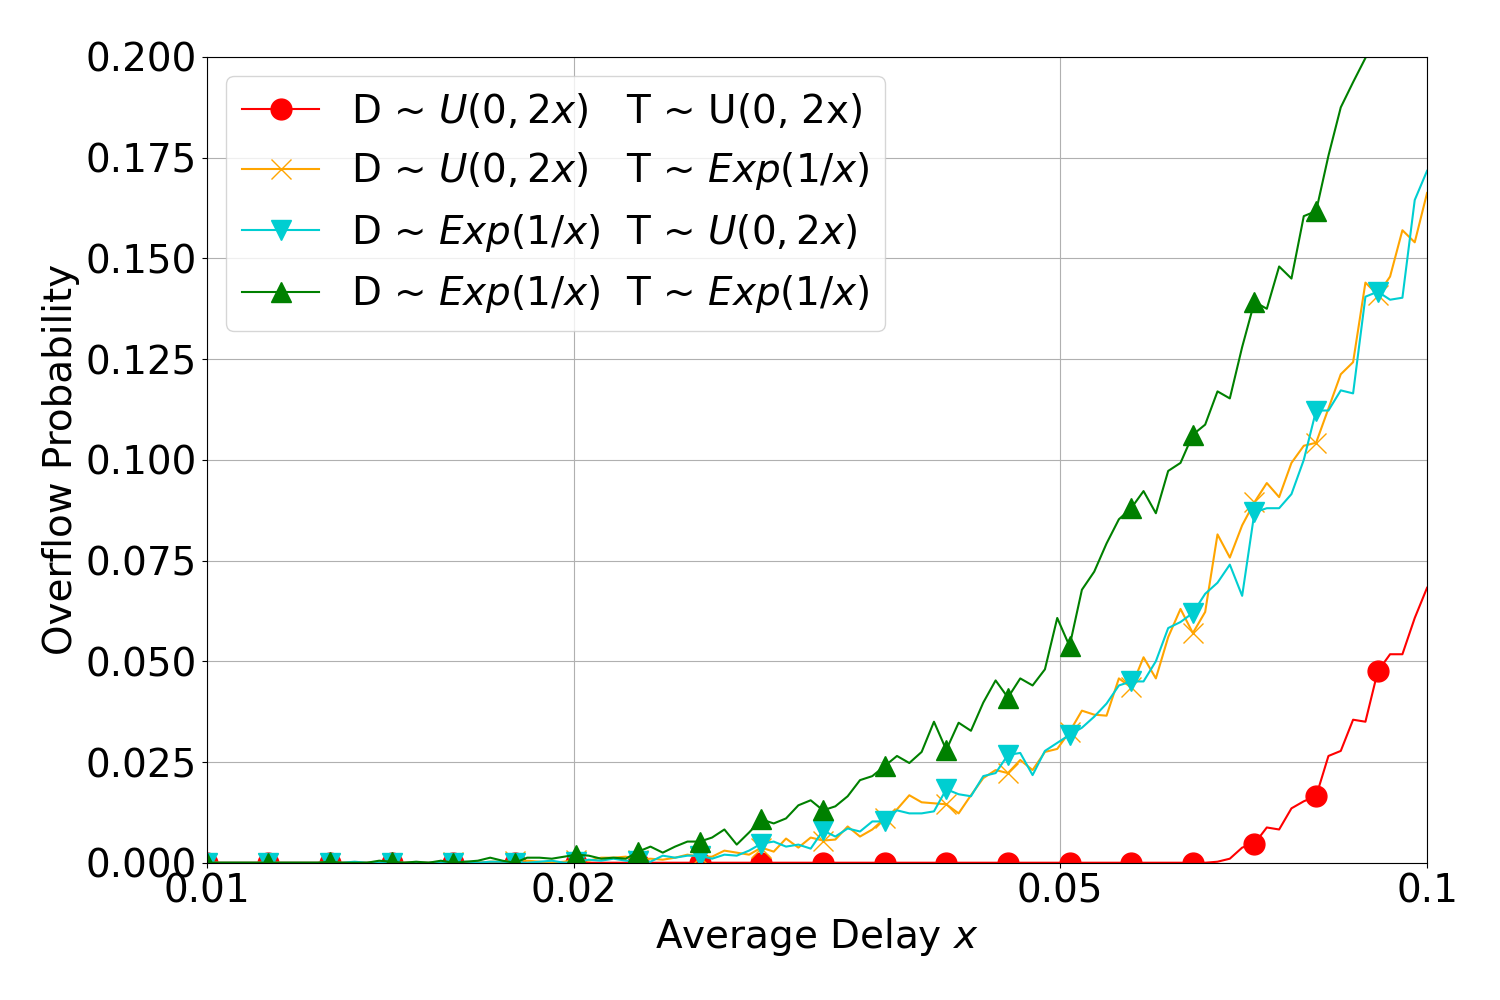 0.200
0.175
0.150
0.125
0.100
0.075
0.050
0.025
0.000
Overflow Probability
D ~ U(0, 2x) T ~ U(0, 2x)
D ~ U(0, 2x) T ~ Exp(1/x)
D ~ Exp(1/x) T ~ U(0, 2x)
D ~ Exp(1/x) T ~ Exp(1/x)
0.01 0.02 0.05 0.1
Average Delay x